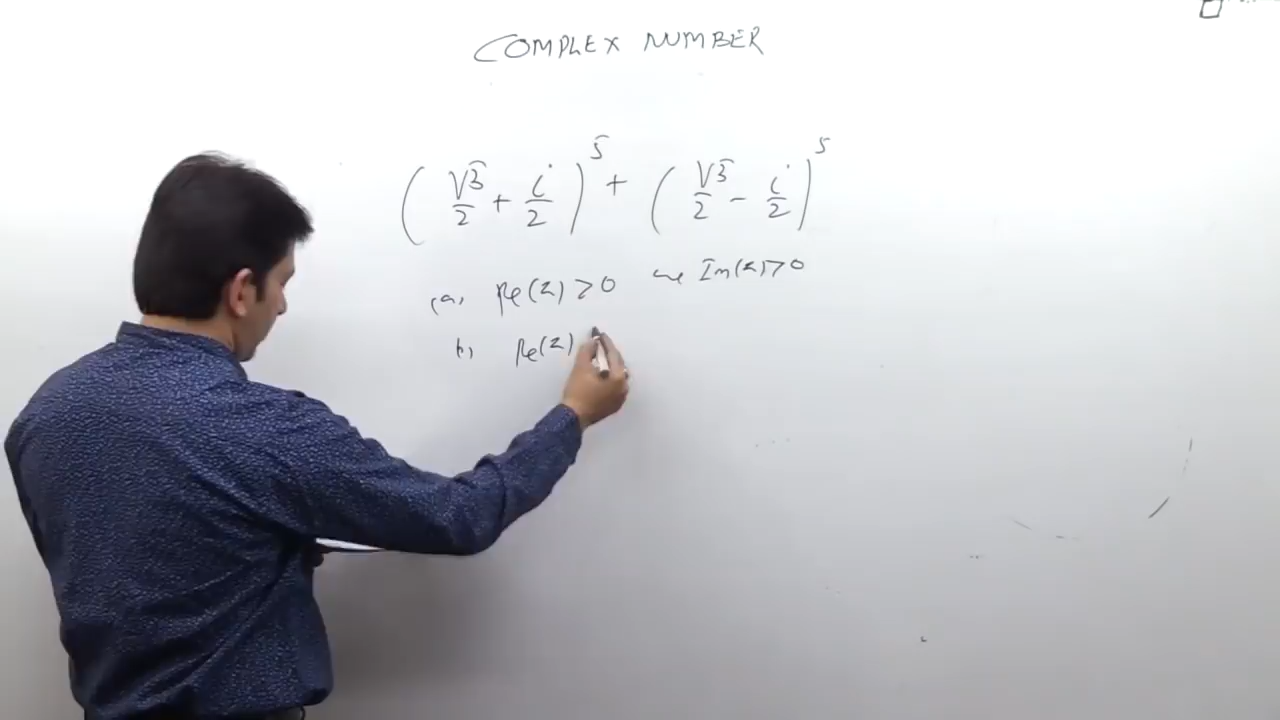 COMPLEX NUMBER
(√3/2 + i/2)^5 + (√3/2 - i/2)^5
(a) Re(z) > 0 Im(z) > 0
b) Re(z)